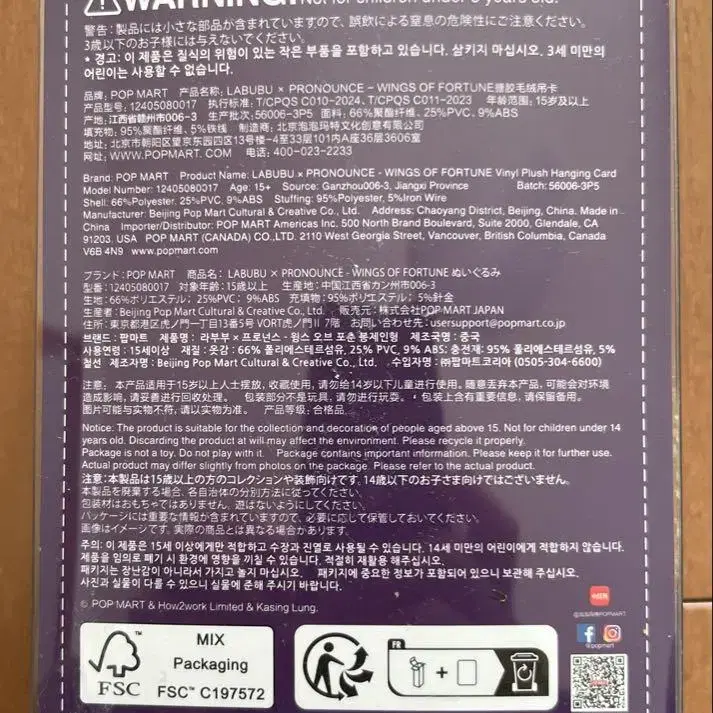 ⚠WARNING: Not for children under 3 years old.
警告：製品には小さな部品が含まれていますので、誤飲による窒息の危険性にご注意ください。
3歳以下のお子様には与えないでください。
* 경고: 이 제품은 질식의 위험이 있는 작은 부품을 포함하고 있습니다. 삼키지 마십시오. 3세 미만의
어린이는 사용할 수 없습니다.
品牌: POP MART 产品名称: LABUBU × PRONOUNCE - WINGS OF FORTUNE搪胶毛绒吊卡
产品型号: 12405080017 执行标准: T/CPQS C010-2024、T/CPQS C011-2023 年龄范围: 15岁及以上
产地: 江西省赣州市006-3 生产批次: 56006-3P5 面料: 66%聚酯纤维、25%PVC、9%ABS
填充物: 95%聚酯纤维、5%铁线 制造商: 北京泡泡玛特文化创意有限公司
地址: 北京市朝阳区望京东园四区13号楼-4至33层101内A座36层3606室
网址: WWW.POPMART.COM 电话: 400-023-2233
Brand: POP MART Product Name: LABUBU × PRONOUNCE - WINGS OF FORTUNE Vinyl Plush Hanging Card
Model Number: 12405080017 Age: 15+ Source: Ganzhou006-3, Jiangxi Province Batch: 56006-3P5
Shell: 66%Polyester, 25%PVC, 9%ABS Stuffing: 95%Polyester, 5%Iron Wire
Manufacturer: Beijing Pop Mart Cultural & Creative Co., Ltd. Address: Chaoyang District, Beijing, China. Made in
China Importer/Distributor: POP MART Americas Inc. 500 North Brand Boulevard, Suite 2000, Glendale, CA
91203, USA POP MART (CANADA) CO.,LTD. 2110 West Georgia Street, Vancouver, British Columbia, Canada
V6B 4N9 www.popmart.com
ブランド: POP MART 商品名: LABUBU × PRONOUNCE - WINGS OF FORTUNE ぬいぐるみ
型番: 12405080017 対象年齢: 15歳以上 生産地: 中国江西省カン州市006-3
生地: 66%ポリエステル; 25%PVC; 9%ABS 充填物: 95%ポリエステル; 5%針金
生産者: Beijing Pop Mart Cultural & Creative Co., Ltd. 販売元: 株式会社POP MART JAPAN
住所: 東京都港区虎ノ門一丁目13番5号 VORT虎ノ門Ⅱ 7階 お問い合わせ先: usersupport@popmart.co.jp
브랜드: 팝마트 제품명: 라부부 × 프로넌스 - 윙스 오브 포춘 봉제인형 제조국명: 중국
사용연령: 15세이상 재질: 옷감: 66% 폴리에스테르섬유, 25% PVC, 9% ABS: 충전재: 95% 폴리에스테르섬유, 5%
철선 제조자명: Beijing Pop Mart Cultural & Creative Co., Ltd. 수입자명: ㈜팝마트코리아 (0505-304-6600)
注意: 本产品适用于15岁以上人士摆放, 收藏使用, 请勿给14岁以下儿童进行使用。随意丢弃本产品, 可能会对环境
造成影响, 请妥善进行回收处理。 包装部分不是玩具, 请勿进行玩耍。 * 包装上含有重要信息, 请保留备用。
图片可能与实物不符, 请以实物为准。 产品等级: 合格品
Notice: The product is suitable for the collection and decoration of people aged above 15. Not for children under 14
years old. Discarding the product at will may affect the environment. Please recycle it properly.
Package is not a toy. Do not play with it. Package contains important information. Please keep it for further use.
Actual product may differ slightly from photos on the package. Please refer to the actual product.
注意: 本製品は15歳以上の方のコレクションや装飾向けです。14歳以下のお子さま向けではございません。
本製品を廃棄する場合、各自治体の分別方法に従ってください。
包装材はおもちゃではありません。遊ばないようにしてください。
パッケージには重要な情報が含まれていますので、必要に応じて保管しておいてください。
画像はイメージです。実際の商品とは異なる場合があります。
주의: 이 제품은 15세 이상에게만 적합하고 수장과 진열로 사용될 수 있습니다. 14세 미만의 어린이에게 적합하지 않습니다.
제품을 임의로 폐기 시 환경에 영향을 끼칠 수 있습니다. 적절히 재활용 해주십시오.
패키지는 장난감이 아니라서 가지고 놀지 마십시오. 패키지에 중요한 정보가 포함되어 있으니 보관해 주십시오.
사진과 실물이 다를 수 있으니 실물에 준해 주시기 바랍니다.
© POP MART & How2work Limited & Kasing Lung.
小红书
@泡泡玛特POPMART
@popmart
FSC™
MIX
Packaging
FSC™ C197572
FR